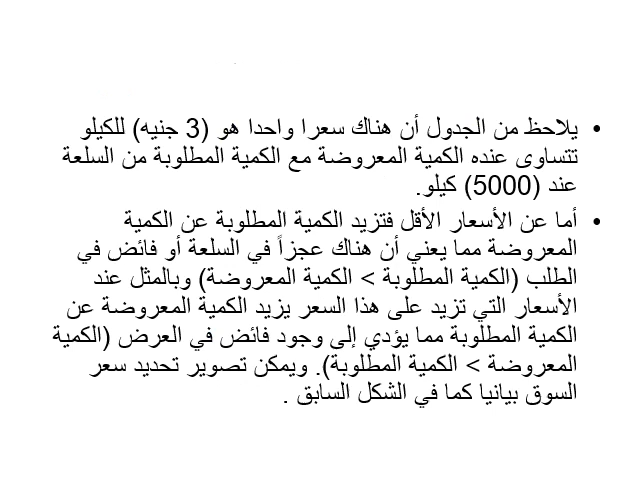 • يلاحظ من الجدول أن هناك سعرا واحدا هو (3 جنيه) للكيلو
تتساوى عنده الكمية المعروضة مع الكمية المطلوبة من السلعة
عند (5000) كيلو.
• أما عن الأسعار الأقل فتزيد الكمية المطلوبة عن الكمية
المعروضة مما يعني أن هناك عجزاً في السلعة أو فائض في
الطلب (الكمية المطلوبة > الكمية المعروضة) وبالمثل عند
الأسعار التي تزيد على هذا السعر يزيد الكمية المعروضة عن
الكمية المطلوبة مما يؤدي إلى وجود فائض في العرض (الكمية
المعروضة > الكمية المطلوبة). ويمكن تصوير تحديد سعر
السوق بيانيا كما في الشكل السابق .